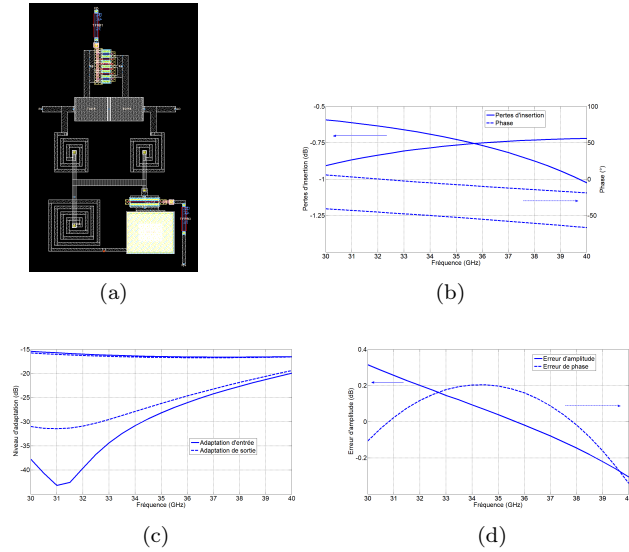 (a)
-0.5
-0.75
-1
-1.25
Pertes d'insertion (dB)
30 31 32 33 34 35 36 37 38 39 40
Fréquence (GHz)
100
50
0
-50
Phase (°)
Pertes d'insertion
Phase
(b)
-15
-20
-25
-30
-35
-40
Niveau d'adaptation (dB)
30 31 32 33 34 35 36 37 38 39 40
Fréquence (GHz)
Adaptation d'entrée
Adaptation de sortie
(c)
0.4
0.2
0
-0.2
Erreur d'amplitude (dB)
30 31 32 33 34 35 36 37 38 39 40
Fréquence (GHz)
Erreur d'amplitude
Erreur de phase
(d)